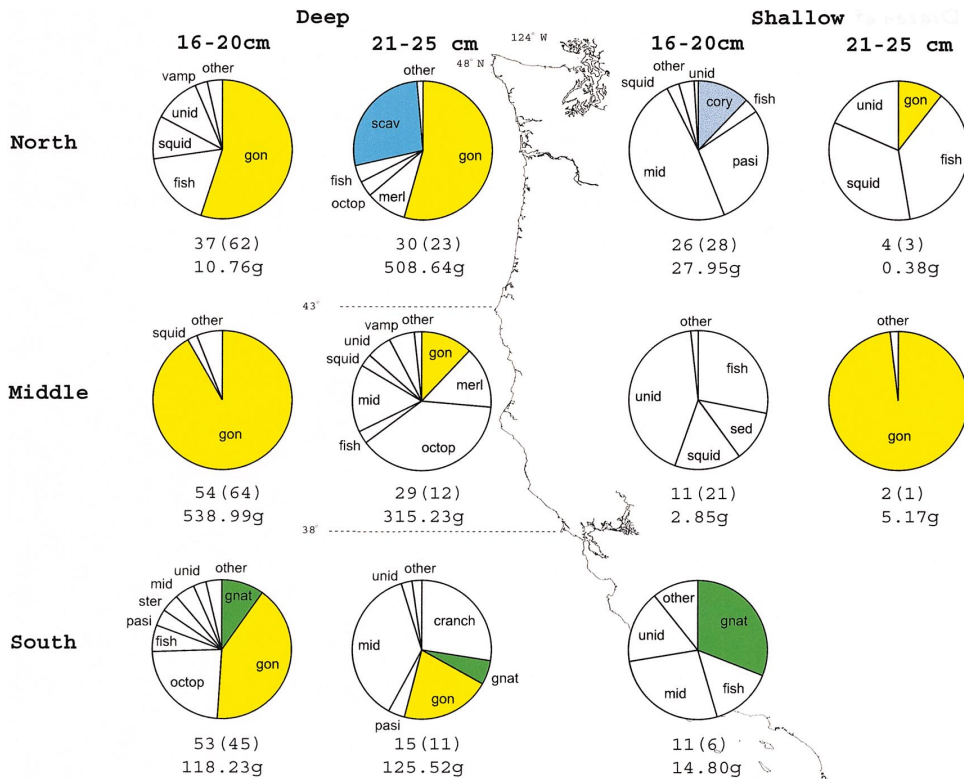 Deep
Shallow
16-20cm
21-25 cm
124° W
48° N
16-20cm
21-25 cm
North
vamp
other
unid
squid
fish
gon
other
scav
gon
fish
octop
merl
other
unid
squid
cory
fish
mid
pasi
unid
gon
fish
squid
37(62)
10.76g
30(23)
508.64g
26(28)
27.95g
4(3)
0.38g
43°
Middle
squid
other
gon
other
vamp
unid
squid
gon
mid
merl
fish
octop
other
unid
fish
sed
squid
other
gon
54(64)
538.99g
29(12)
315.23g
11(21)
2.85g
2(1)
5.17g
38°
South
other
unid
mid
ster
pasi
fish
gnat
gon
octop
other
unid
mid
cranch
gnat
gon
pasi
other
gnat
unid
mid
fish
53(45)
118.23g
15(11)
125.52g
11(6)
14.80g